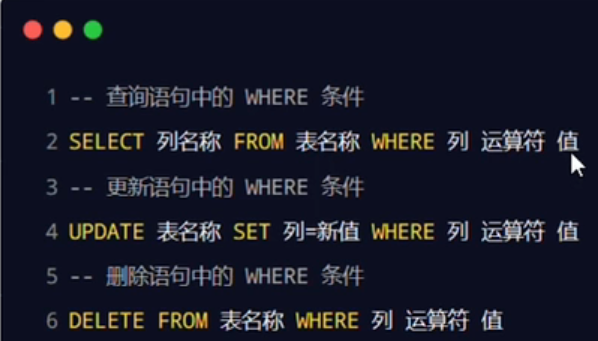 1 -- 查询语句中的 WHERE 条件
2 SELECT 列名称 FROM 表名称 WHERE 列 运算符 值
3 -- 更新语句中的 WHERE 条件
4 UPDATE 表名称 SET 列=新值 WHERE 列 运算符 值
5 -- 删除语句中的 WHERE 条件
6 DELETE FROM 表名称 WHERE 列 运算符 值